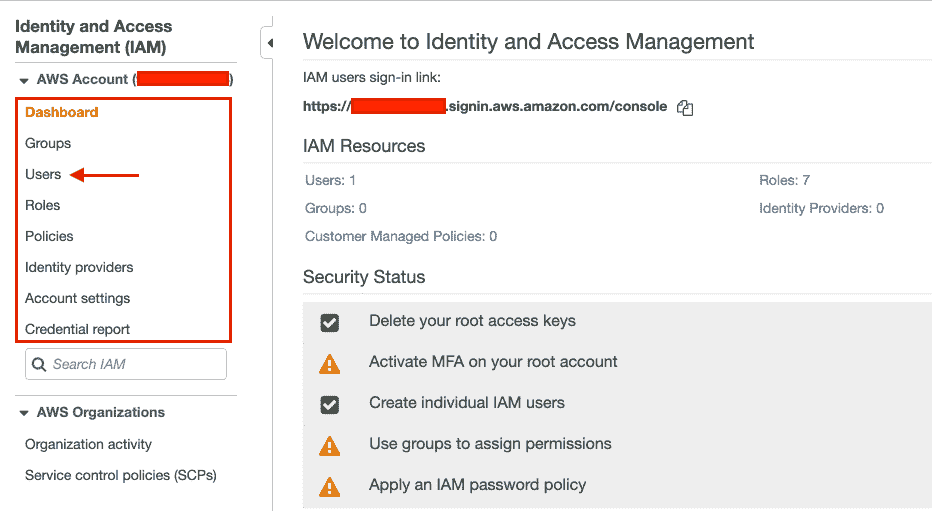 Identity and Access
Management (IAM)
AWS Account ( )
Dashboard
Groups
Users
Roles
Policies
Identity providers
Account settings
Credential report
Search IAM
AWS Organizations
Organization activity
Service control policies (SCPs)
Welcome to Identity and Access Management
IAM users sign-in link:
https:// .signin.aws.amazon.com/console
IAM Resources
Users: 1
Roles: 7
Groups: 0
Identity Providers: 0
Customer Managed Policies: 0
Security Status
Delete your root access keys
Activate MFA on your root account
Create individual IAM users
Use groups to assign permissions
Apply an IAM password policy